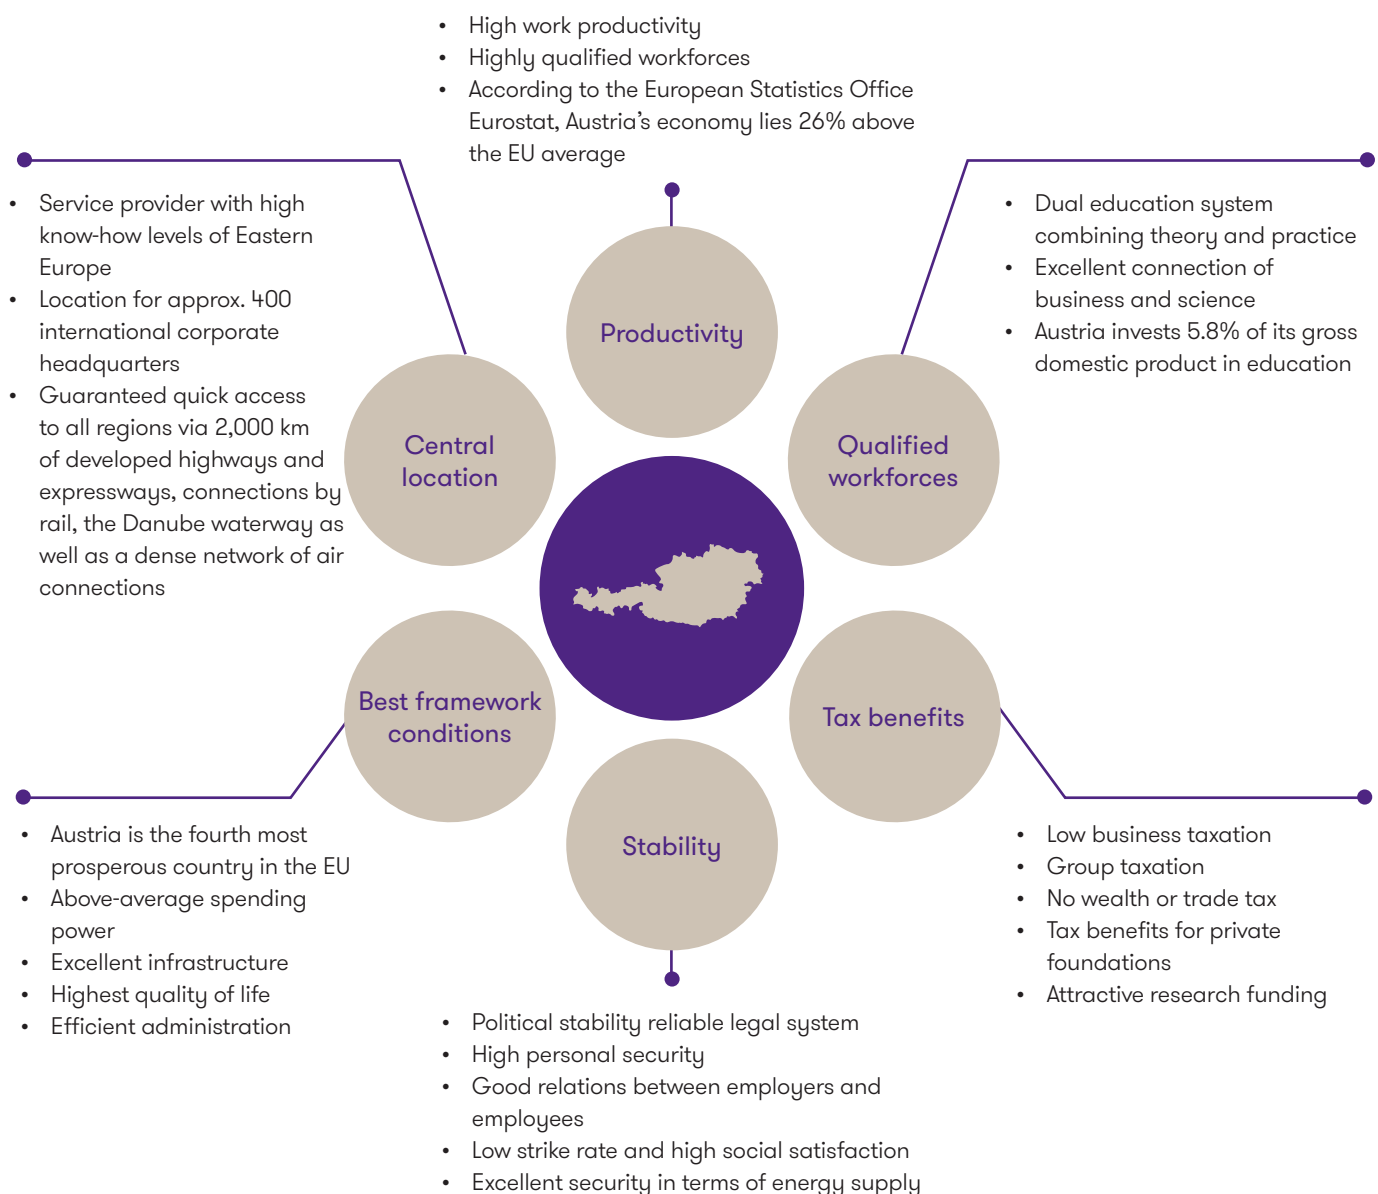 • High work productivity
• Highly qualified workforces
• According to the European Statistics Office
Eurostat, Austria’s economy lies 26% above
the EU average
Productivity
• Service provider with high
know-how levels of Eastern
Europe
• Location for approx. 400
international corporate
headquarters
• Guaranteed quick access
to all regions via 2,000 km
of developed highways and
expressways, connections by
rail, the Danube waterway as
well as a dense network of air
connections
Central
location
• Dual education system
combining theory and practice
• Excellent connection of
business and science
• Austria invests 5.8% of its gross
domestic product in education
Qualified
workforces
Best framework
conditions
• Austria is the fourth most
prosperous country in the EU
• Above-average spending
power
• Excellent infrastructure
• Highest quality of life
• Efficient administration
Tax benefits
• Low business taxation
• Group taxation
• No wealth or trade tax
• Tax benefits for private
foundations
• Attractive research funding
Stability
• Political stability reliable legal system
• High personal security
• Good relations between employers and
employees
• Low strike rate and high social satisfaction
• Excellent security in terms of energy supply